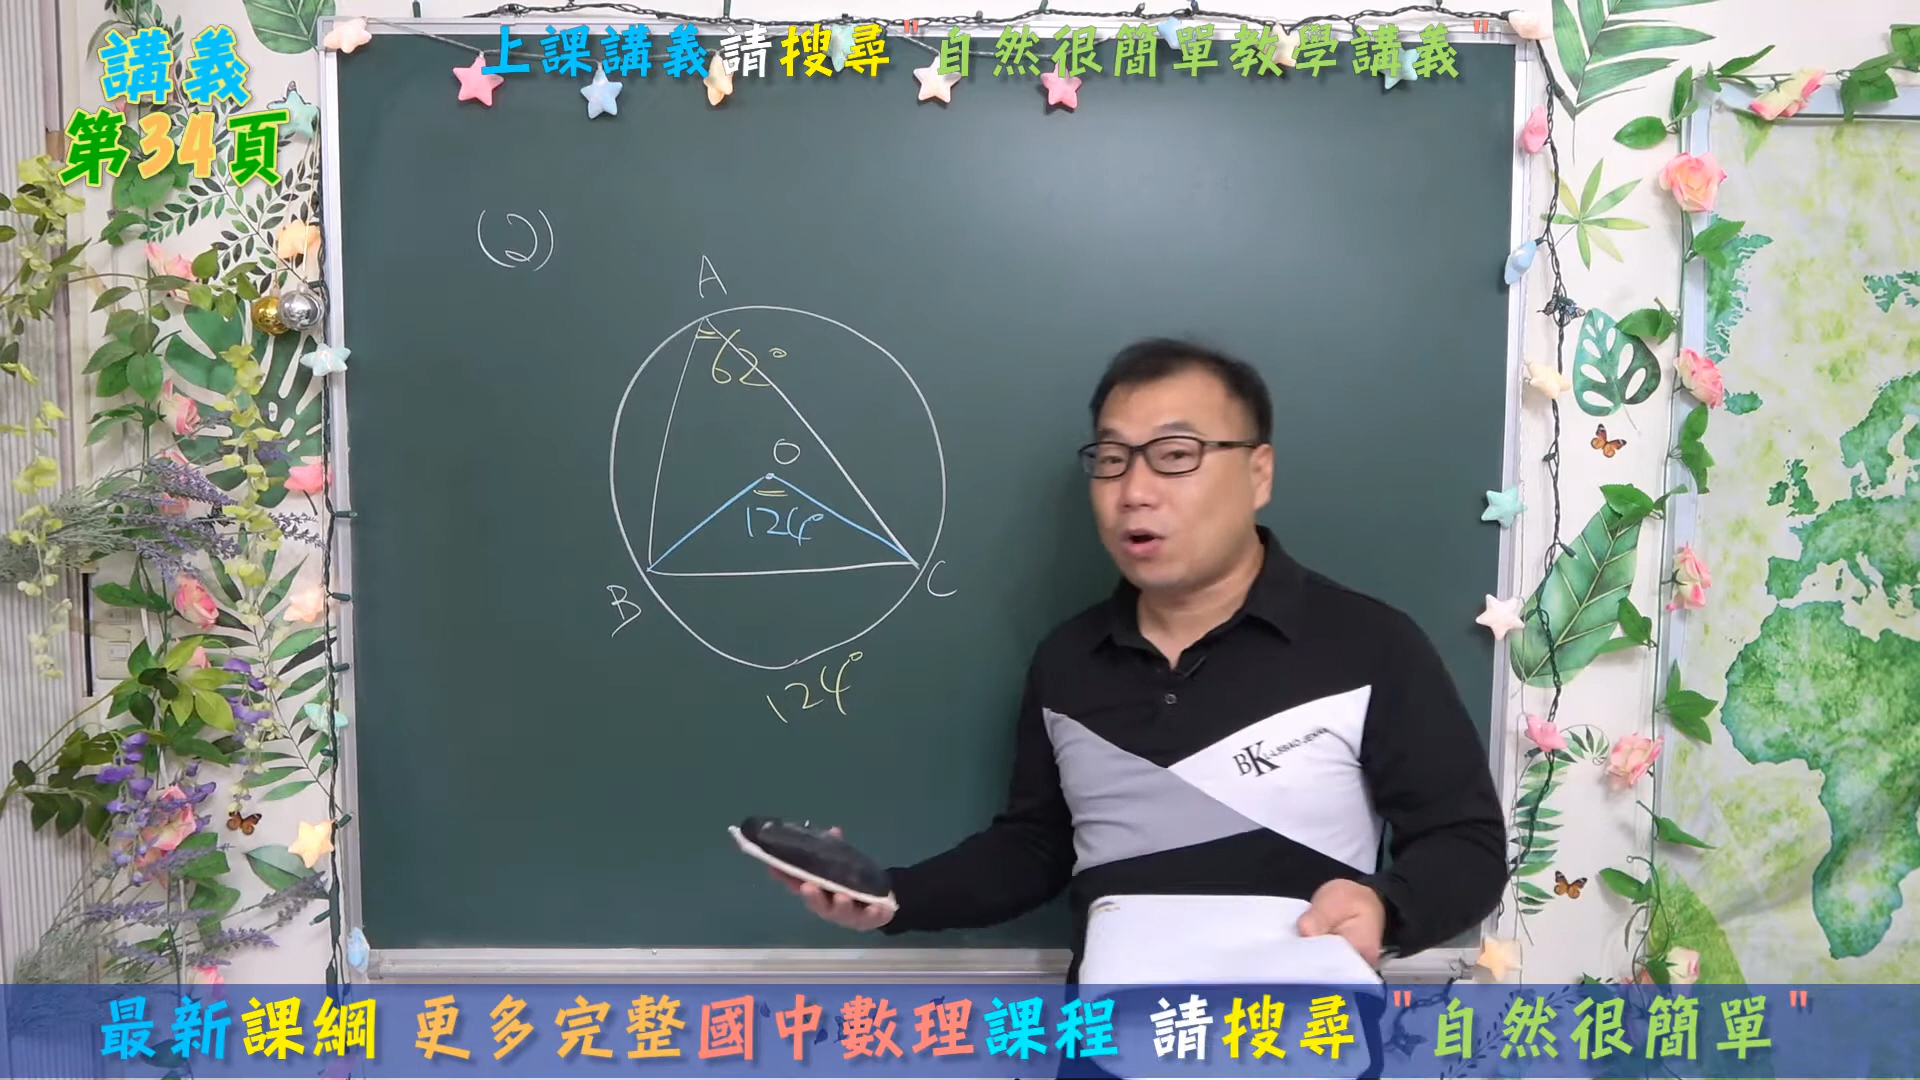 上課講義請搜尋"自然很簡單教學講義"
講義
第34頁
(2)
A
62°
O
124°
B
C
124°
BK
最新課綱 更多完整國中數理課程 請搜尋"自然很簡單"